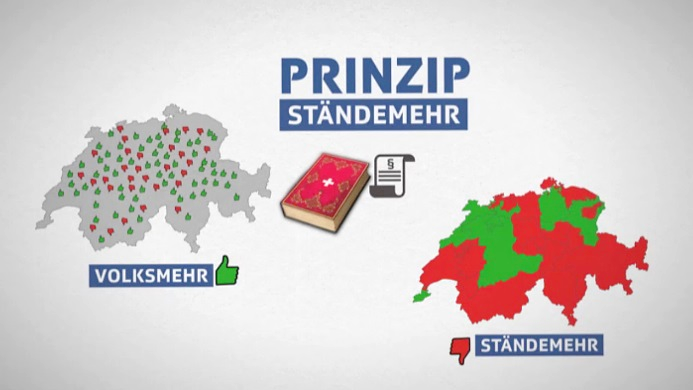 PRINZIP
STÄNDEMEHR
§
VOLKSMEHR
STÄNDEMEHR